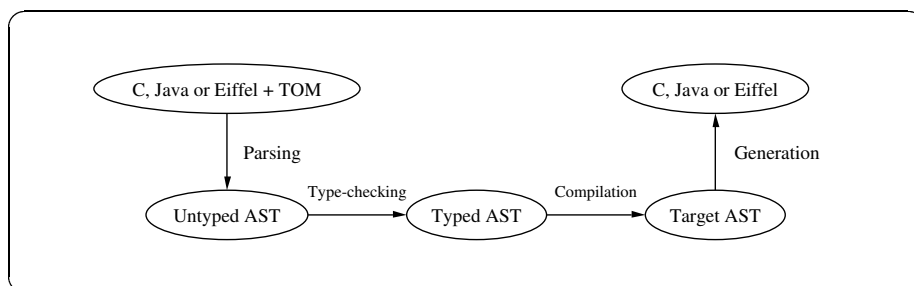 C, Java or Eiffel + TOM
C, Java or Eiffel
Parsing
Generation
Type-checking
Compilation
Untyped AST
Typed AST
Target AST